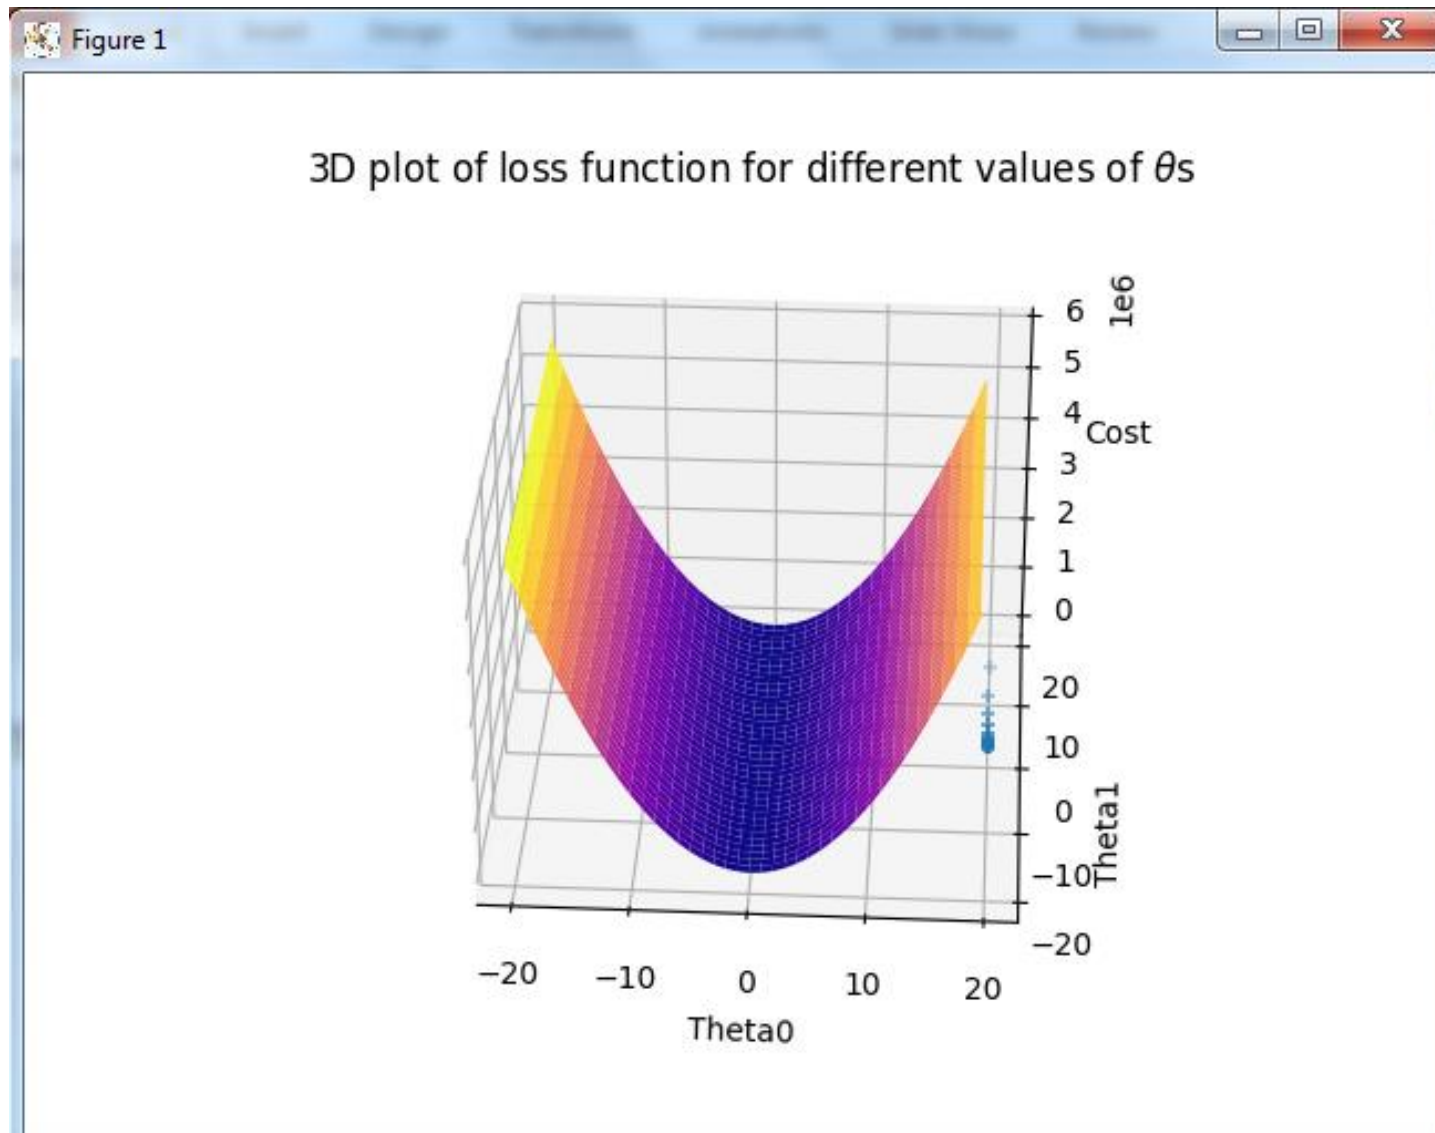 Figure 1
3D plot of loss function for different values of θs
1e6
6
5
4
Cost
3
2
1
0
20
10
0
Theta1
−10
−20
−20 −10 0 10 20
Theta0